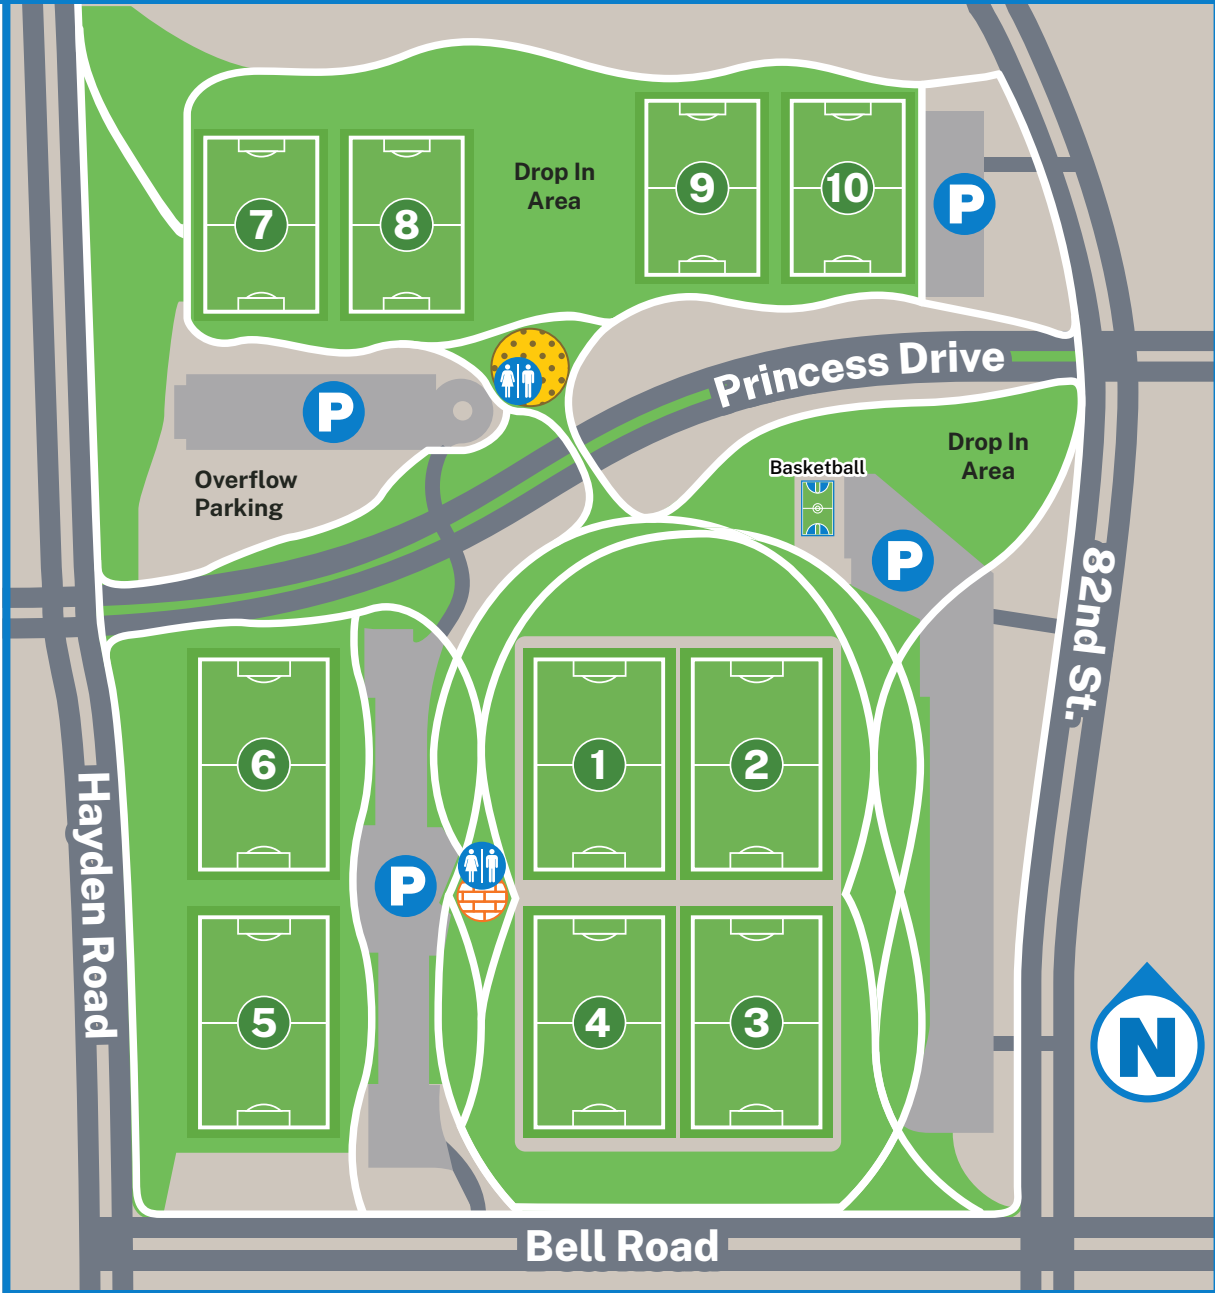 Drop In
Area
7
8
9
10
P
Princess Drive
P
Overflow
Parking
Drop In
Area
Basketball
P
82nd St.
6
1
2
Hayden Road
P
5
4
3
N
Bell Road